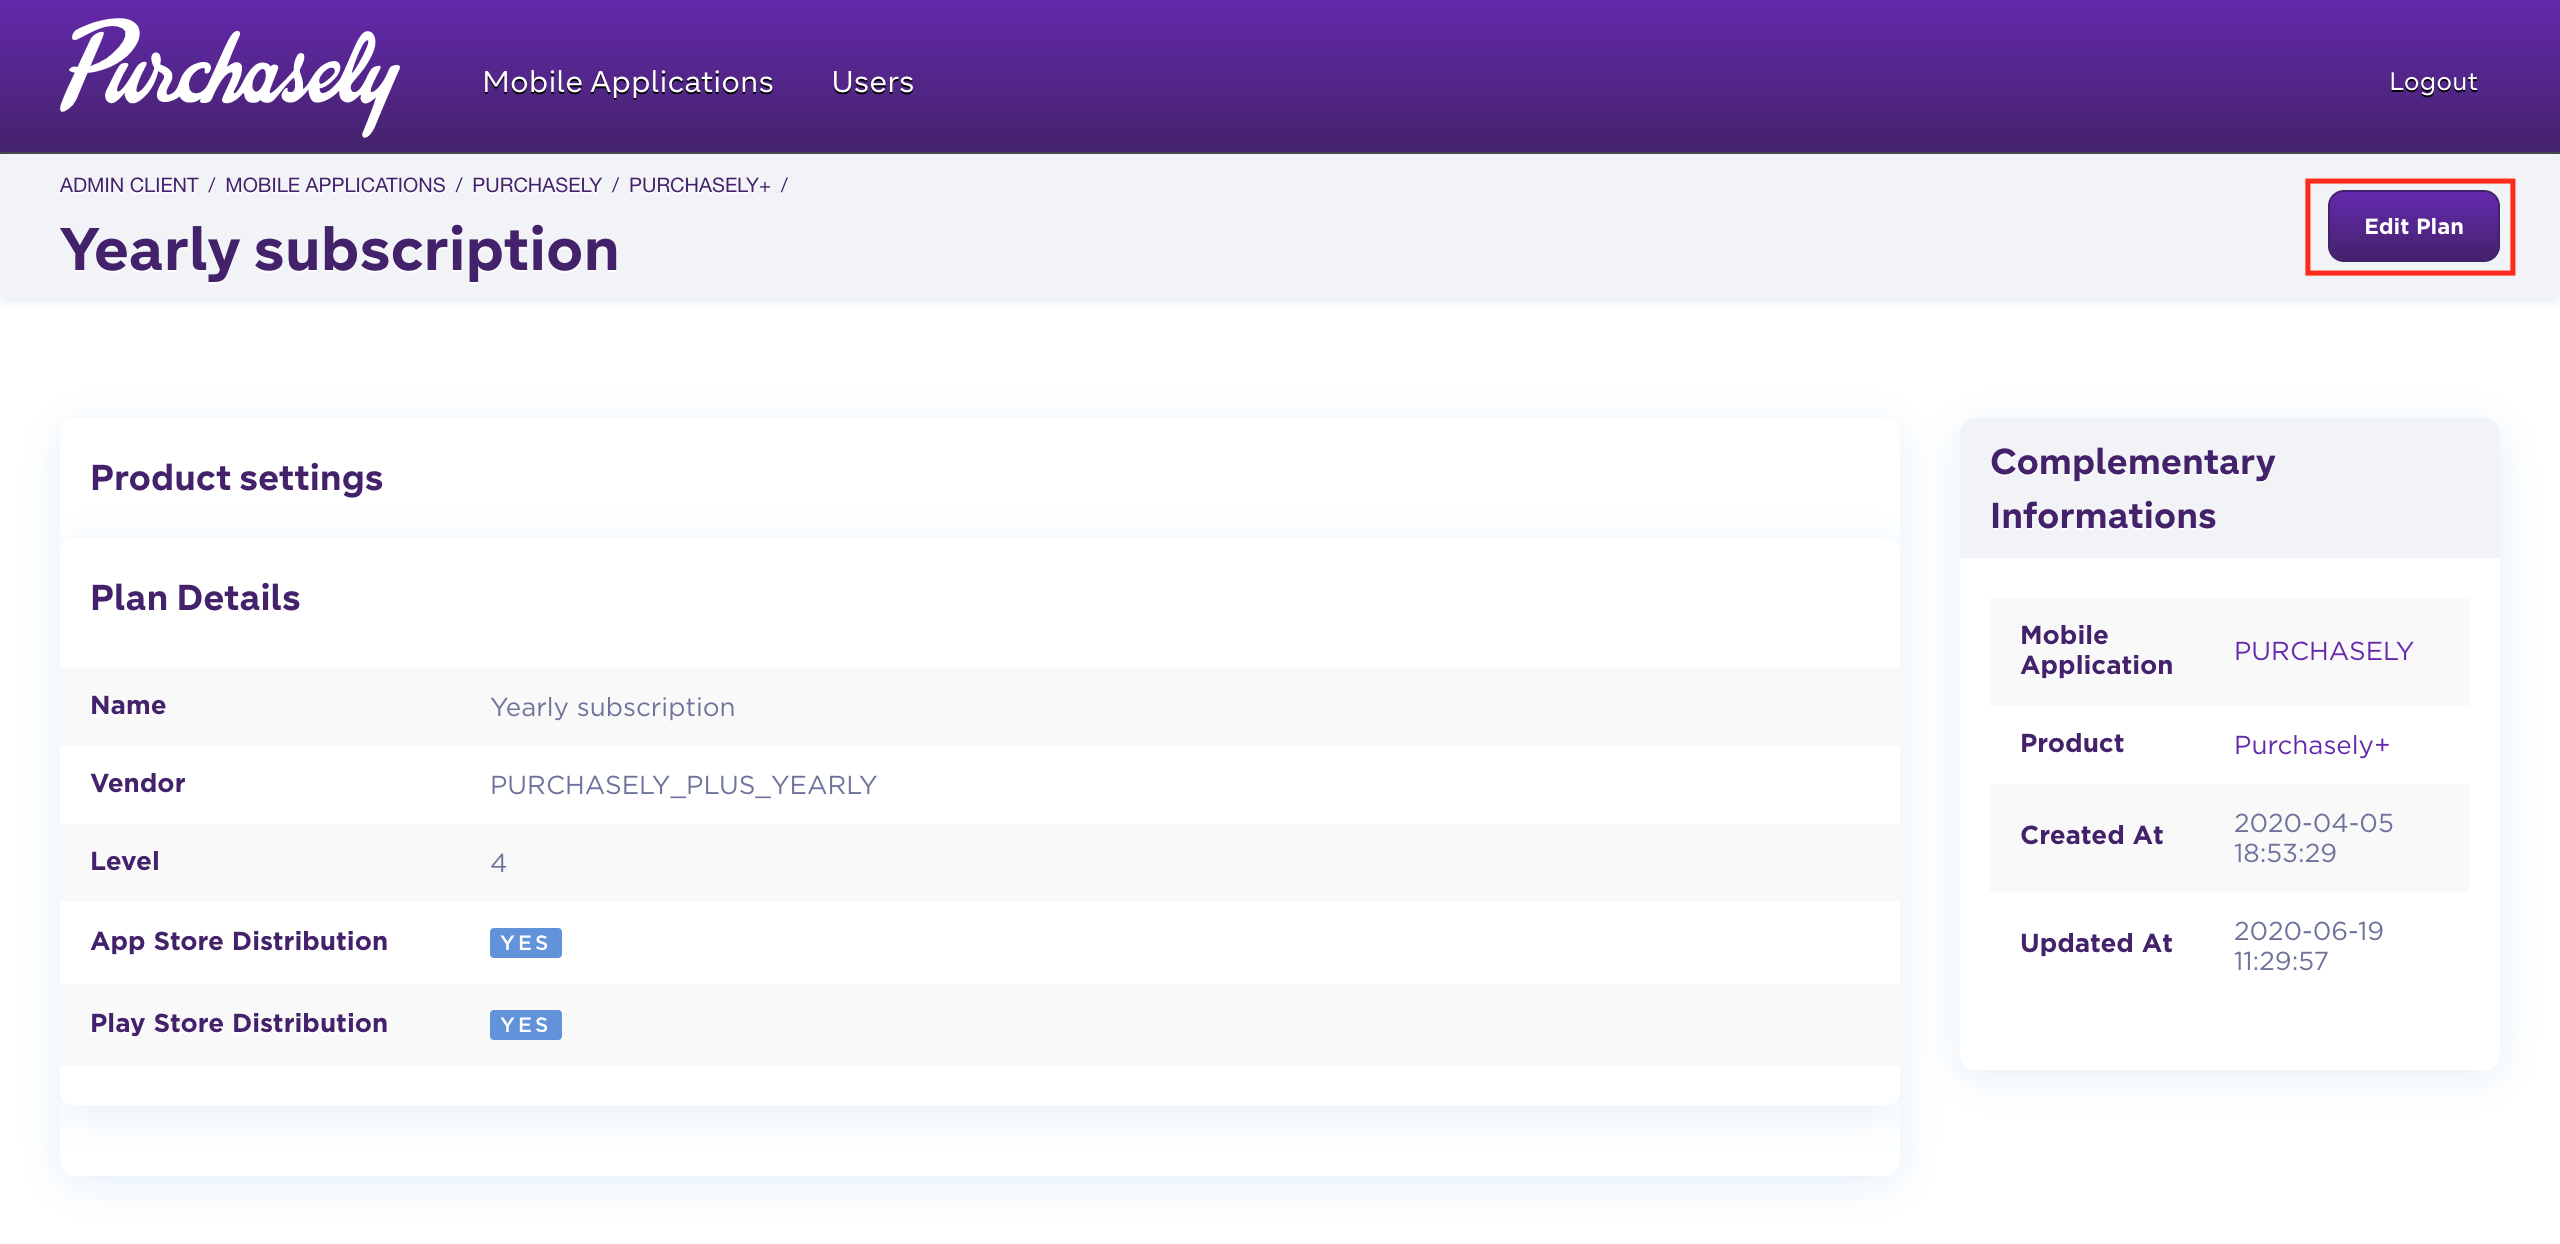 Purchasely
Mobile Applications
Users
Logout
ADMIN CLIENT / MOBILE APPLICATIONS / PURCHASELY / PURCHASELY+ /
Yearly subscription
Edit Plan
Product settings
Plan Details
Name Yearly subscription
Vendor PURCHASELY_PLUS_YEARLY
Level 4
App Store Distribution YES
Play Store Distribution YES
Complementary
Informations
Mobile
Application
PURCHASELY
Product Purchasely+
Created At
2020-04-05
18:53:29
Updated At
2020-06-19
11:29:57